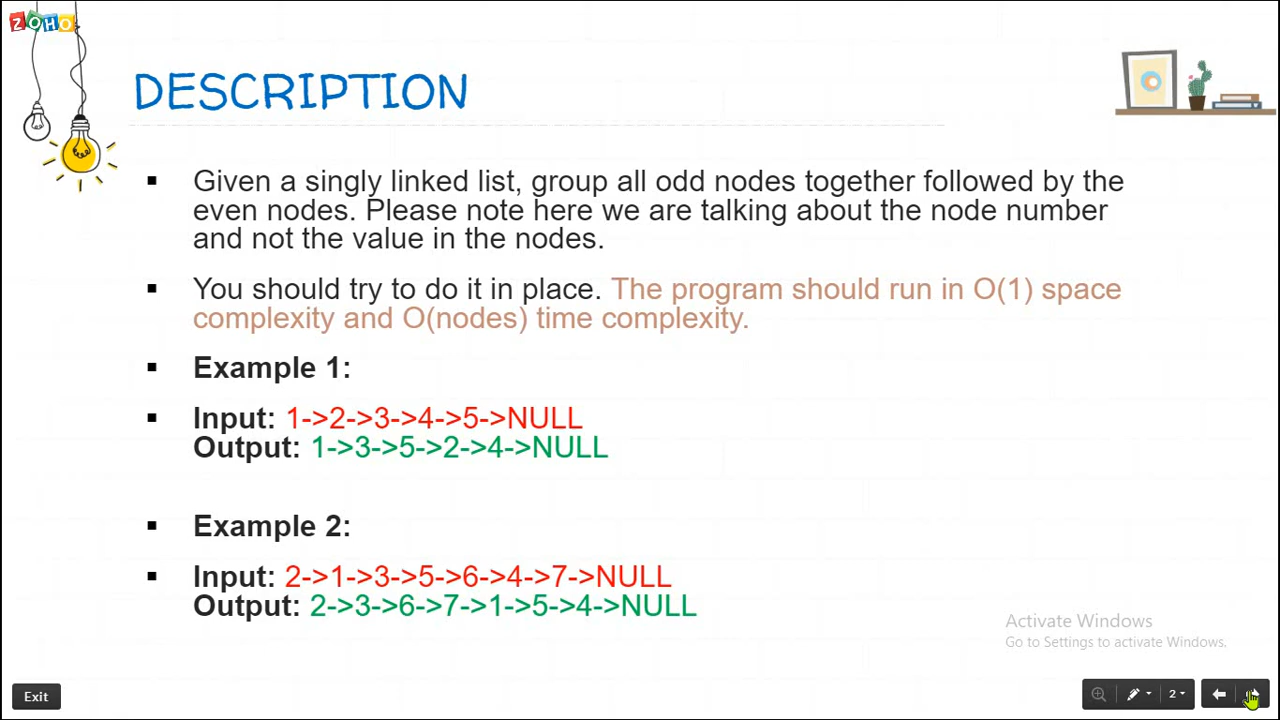 ZOHO
DESCRIPTION
▪ Given a singly linked list, group all odd nodes together followed by the
even nodes. Please note here we are talking about the node number
and not the value in the nodes.
▪ You should try to do it in place. The program should run in O(1) space
complexity and O(nodes) time complexity.
▪ Example 1:
▪ Input: 1->2->3->4->5->NULL
Output: 1->3->5->2->4->NULL
▪ Example 2:
▪ Input: 2->1->3->5->6->4->7->NULL
Output: 2->3->6->7->1->5->4->NULL
Activate Windows
Go to Settings to activate Windows.
Exit
2